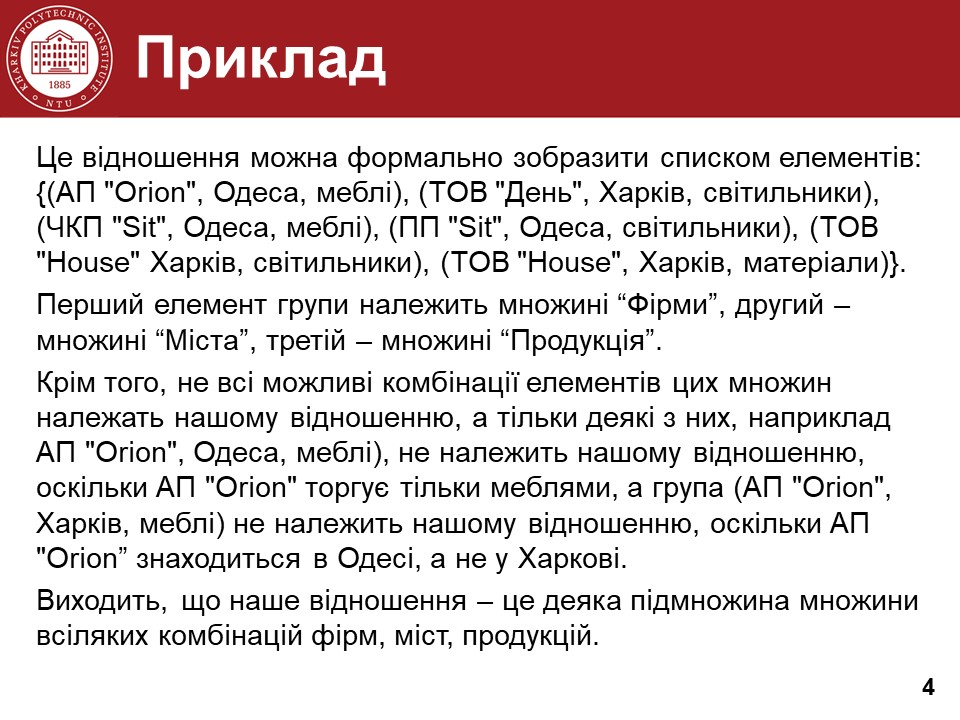 KHARKIV POLYTECHNIC INSTITUTE
1885
NTU
Приклад
Це відношення можна формально зобразити списком елементів:
{(АП "Orion", Одеса, меблі), (ТОВ "День", Харків, світильники),
(ЧКП "Sit", Одеса, меблі), (ПП "Sit", Одеса, світильники), (ТОВ
"House" Харків, світильники), (ТОВ "House", Харків, матеріали)}.
Перший елемент групи належить множині “Фірми”, другий –
множині “Міста”, третій – множині “Продукція”.
Крім того, не всі можливі комбінації елементів цих множин
належать нашому відношенню, а тільки деякі з них, наприклад
АП "Orion", Одеса, меблі), не належить нашому відношенню,
оскільки АП "Orion" торгує тільки меблями, а група (АП "Orion",
Харків, меблі) не належить нашому відношенню, оскільки АП
"Orion” знаходиться в Одесі, а не у Харкові.
Виходить, що наше відношення – це деяка підмножина множини
всіляких комбінацій фірм, міст, продукцій.
4